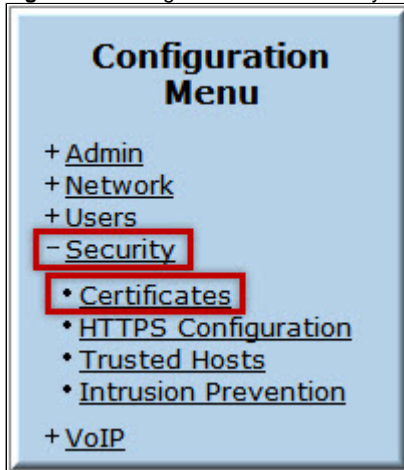 Configuration
Menu
+ Admin
+ Network
+ Users
− Security
• Certificates
• HTTPS Configuration
• Trusted Hosts
• Intrusion Prevention
+ VoIP